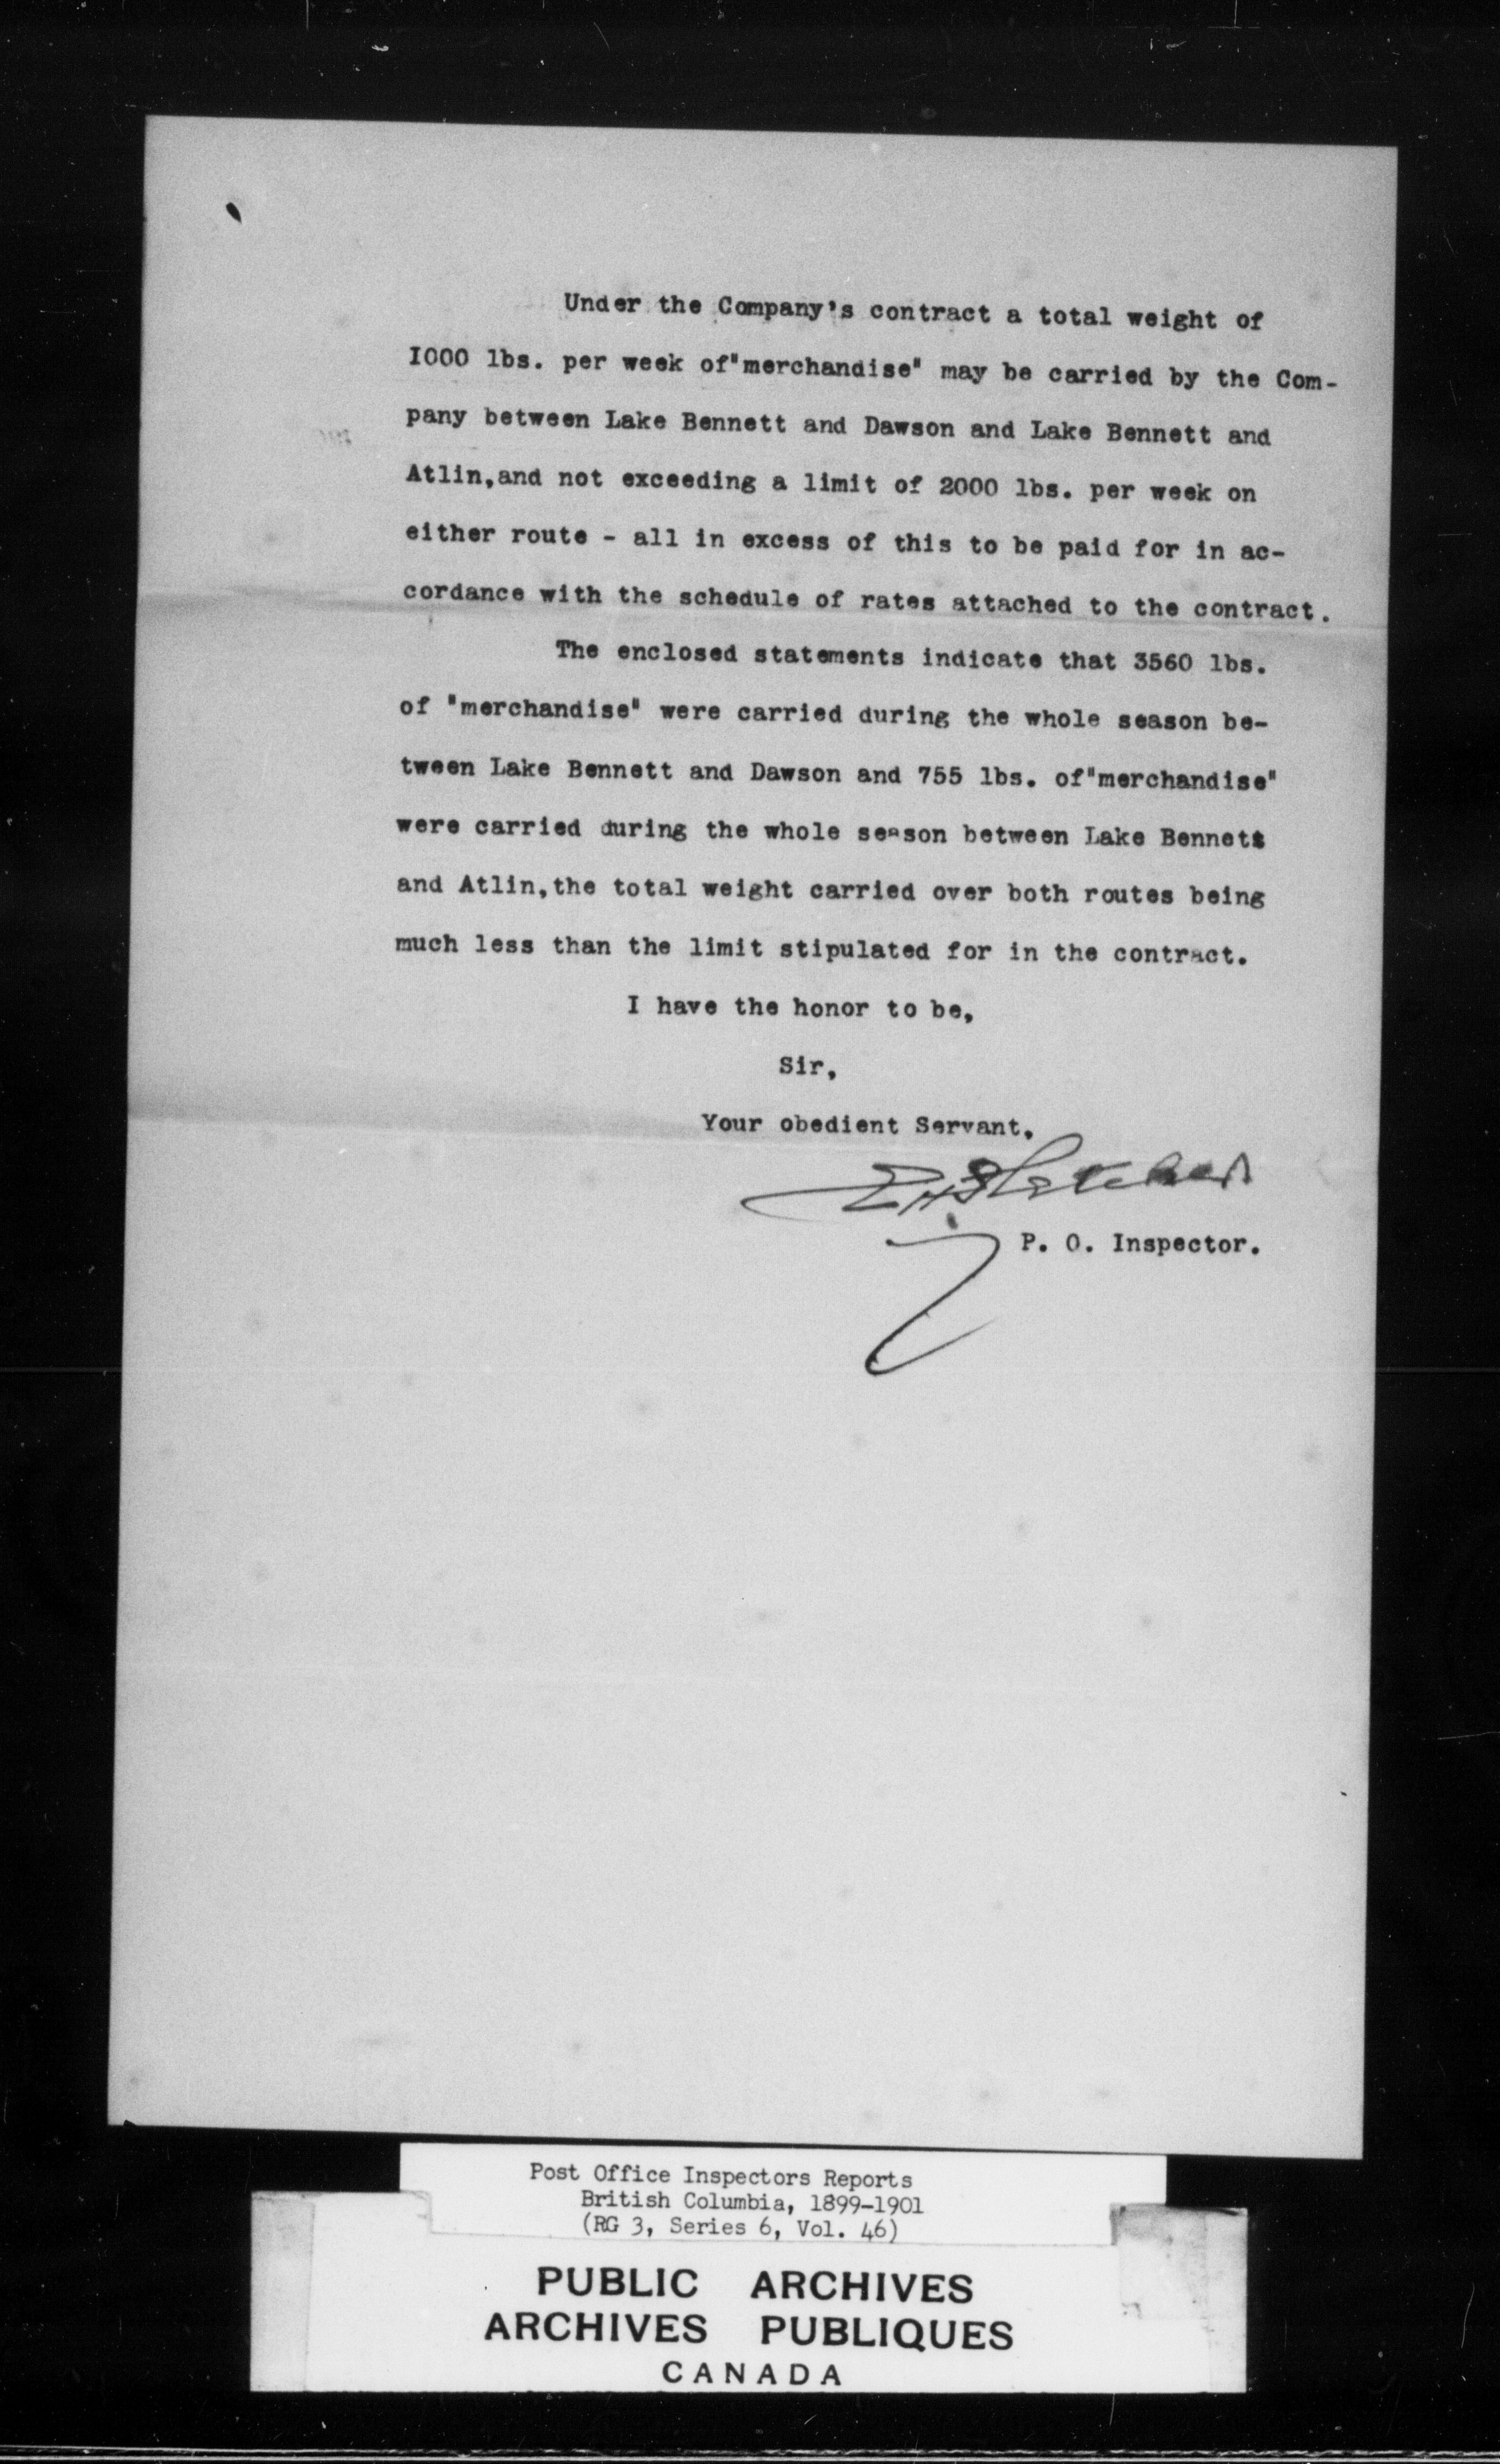 Under the Company's contract a total weight of
I000 lbs. per week of"merchandise" may be carried by the Com-
pany between Lake Bennett and Dawson and Lake Bennett and
Atlin,and not exceeding a limit of 2000 lbs. per week on
either route - all in excess of this to be paid for in ac-
cordance with the schedule of rates attached to the contract.
The enclosed statements indicate that 3560 lbs.
of "merchandise" were carried during the whole season be-
tween Lake Bennett and Dawson and 755 lbs. of"merchandise"
were carried during the whole season between Lake Bennett
and Atlin,the total weight carried over both routes being
much less than the limit stipulated for in the contract.
I have the honor to be,
Sir,
Your obedient Servant,
EHFletcher
P. O. Inspector.
Post Office Inspectors Reports
British Columbia, 1899-1901
(RG 3, Series 6, Vol. 46)
PUBLIC ARCHIVES
ARCHIVES PUBLIQUES
CANADA